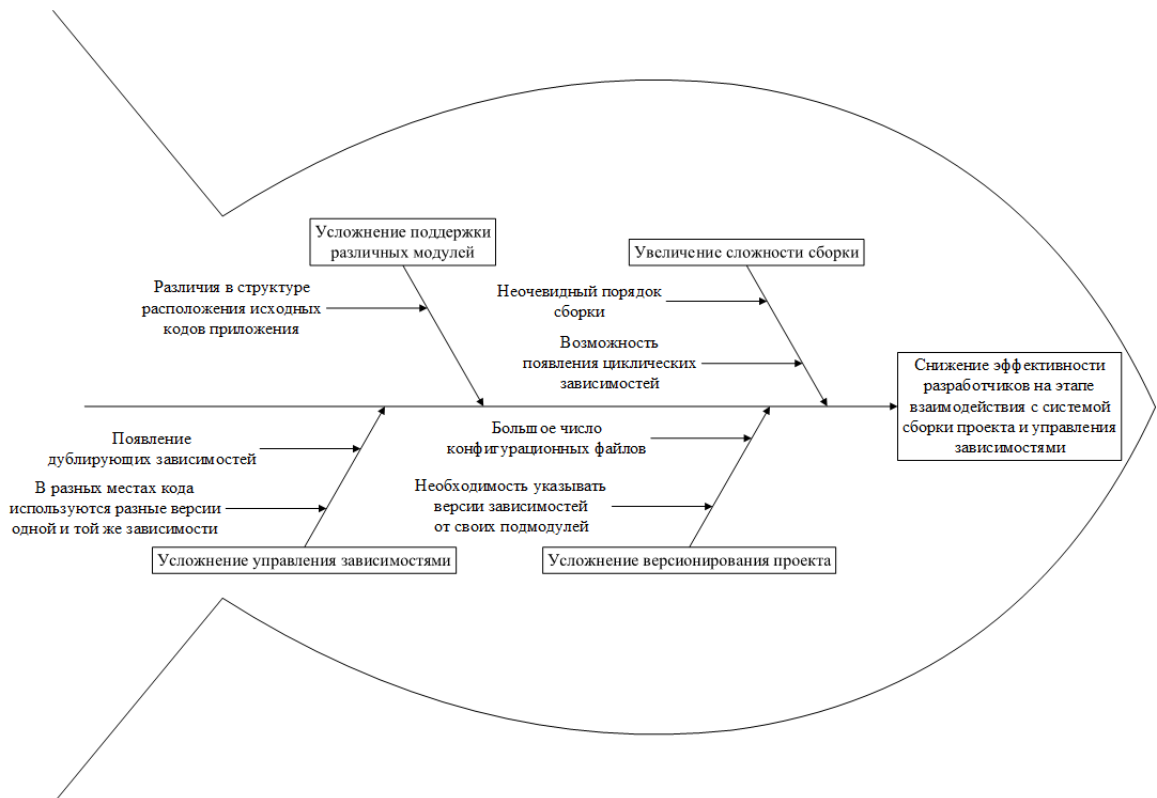 Усложнение поддержки
различных модулей
Увеличение сложности сборки
Различия в структуре
расположения исходных
кодов приложения
Неочевидный порядок
сборки
Возможность
появления циклических
зависимостей
Снижение эффективности
разработчиков на этапе
взаимодействия с системой
сборки проекта и управления
зависимостями
Появление
дублирующих зависимостей
Большое число
конфигурационных файлов
В разных местах кода
используются разные версии
одной и той же зависимости
Необходимость указывать
версии зависимостей
от своих подмодулей
Усложнение управления зависимостями
Усложнение версионирования проекта